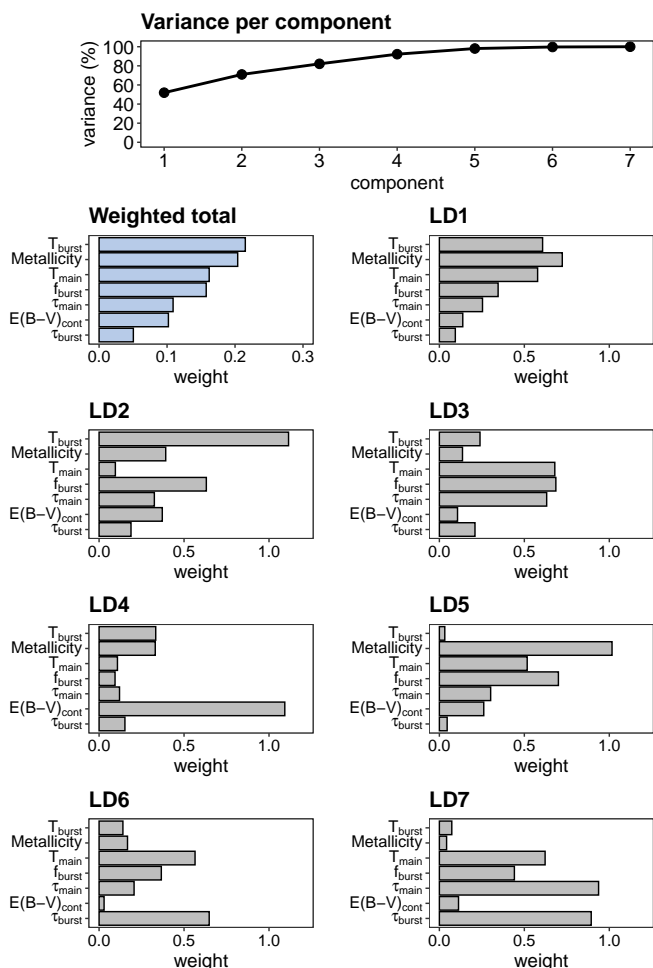 Variance per component
variance (%)
100
80
60
40
20
0
1 2 3 4 5 6 7
component
Weighted total
T_burst
Metallicity
T_main
f_burst
τ_main
E(B−V)_cont
τ_burst
0.0 0.1 0.2 0.3
weight
LD1
T_burst
Metallicity
T_main
f_burst
τ_main
E(B−V)_cont
τ_burst
0.0 0.5 1.0
weight
LD2
T_burst
Metallicity
T_main
f_burst
τ_main
E(B−V)_cont
τ_burst
0.0 0.5 1.0
weight
LD3
T_burst
Metallicity
T_main
f_burst
τ_main
E(B−V)_cont
τ_burst
0.0 0.5 1.0
weight
LD4
T_burst
Metallicity
T_main
f_burst
τ_main
E(B−V)_cont
τ_burst
0.0 0.5 1.0
weight
LD5
T_burst
Metallicity
T_main
f_burst
τ_main
E(B−V)_cont
τ_burst
0.0 0.5 1.0
weight
LD6
T_burst
Metallicity
T_main
f_burst
τ_main
E(B−V)_cont
τ_burst
0.0 0.5 1.0
weight
LD7
T_burst
Metallicity
T_main
f_burst
τ_main
E(B−V)_cont
τ_burst
0.0 0.5 1.0
weight